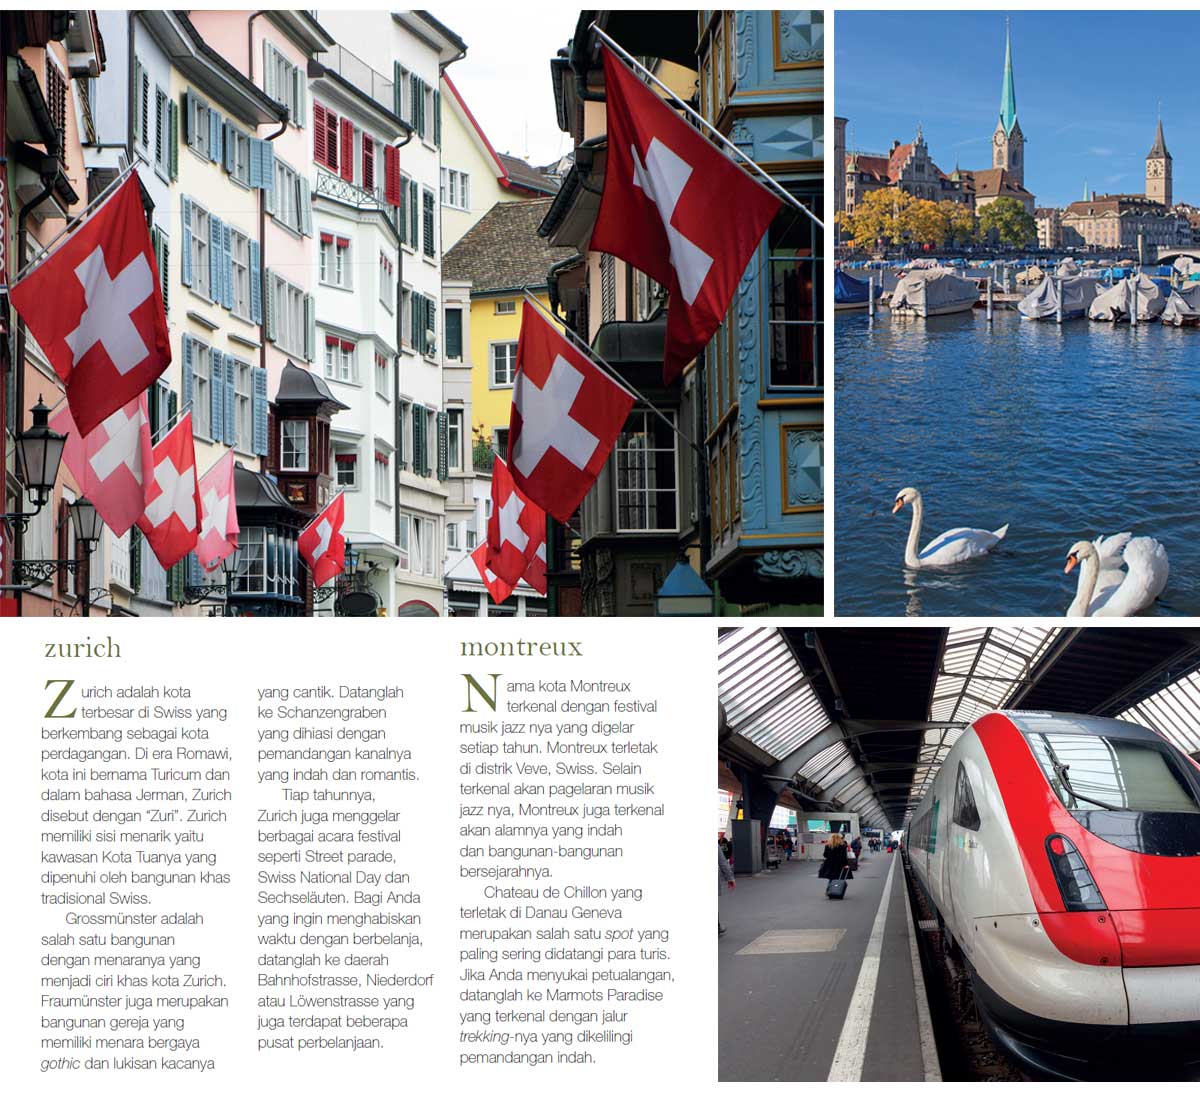 zurich
Zurich adalah kota
terbesar di Swiss yang
berkembang sebagai kota
perdagangan. Di era Romawi,
kota ini bernama Turicum dan
dalam bahasa Jerman, Zurich
disebut dengan “Zuri”. Zurich
memiliki sisi menarik yaitu
kawasan Kota Tuanya yang
dipenuhi oleh bangunan khas
tradisional Swiss.
Grossmünster adalah
salah satu bangunan
dengan menaranya yang
menjadi ciri khas kota Zurich.
Fraumünster juga merupakan
bangunan gereja yang
memiliki menara bergaya
gothic dan lukisan kacanya
yang cantik. Datanglah
ke Schanzengraben
yang dihiasi dengan
pemandangan kanalnya
yang indah dan romantis.
Tiap tahunnya,
Zurich juga menggelar
berbagai acara festival
seperti Street parade,
Swiss National Day dan
Sechseläuten. Bagi Anda
yang ingin menghabiskan
waktu dengan berbelanja,
datanglah ke daerah
Bahnhofstrasse, Niederdorf
atau Löwenstrasse yang
juga terdapat beberapa
pusat perbelanjaan.
montreux
Nama kota Montreux
terkenal dengan festival
musik jazz nya yang digelar
setiap tahun. Montreux terletak
di distrik Veve, Swiss. Selain
terkenal akan pagelaran musik
jazz nya, Montreux juga terkenal
akan alamnya yang indah
dan bangunan-bangunan
bersejarahnya.
Chateau de Chillon yang
terletak di Danau Geneva
merupakan salah satu spot yang
paling sering didatangi para turis.
Jika Anda menyukai petualangan,
datanglah ke Marmots Paradise
yang terkenal dengan jalur
trekking-nya yang dikelilingi
pemandangan indah.